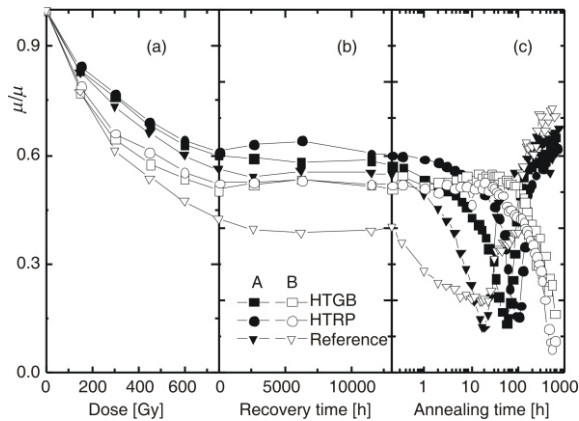 (a) (b) (c)
0.9
0.6
0.3
0.0
μ/μ
A B
HTGB
HTRP
Reference
0 200 400 600 0 5000 10000 1 10 100 1000
Dose [Gy] Recovery time [h] Annealing time [h]